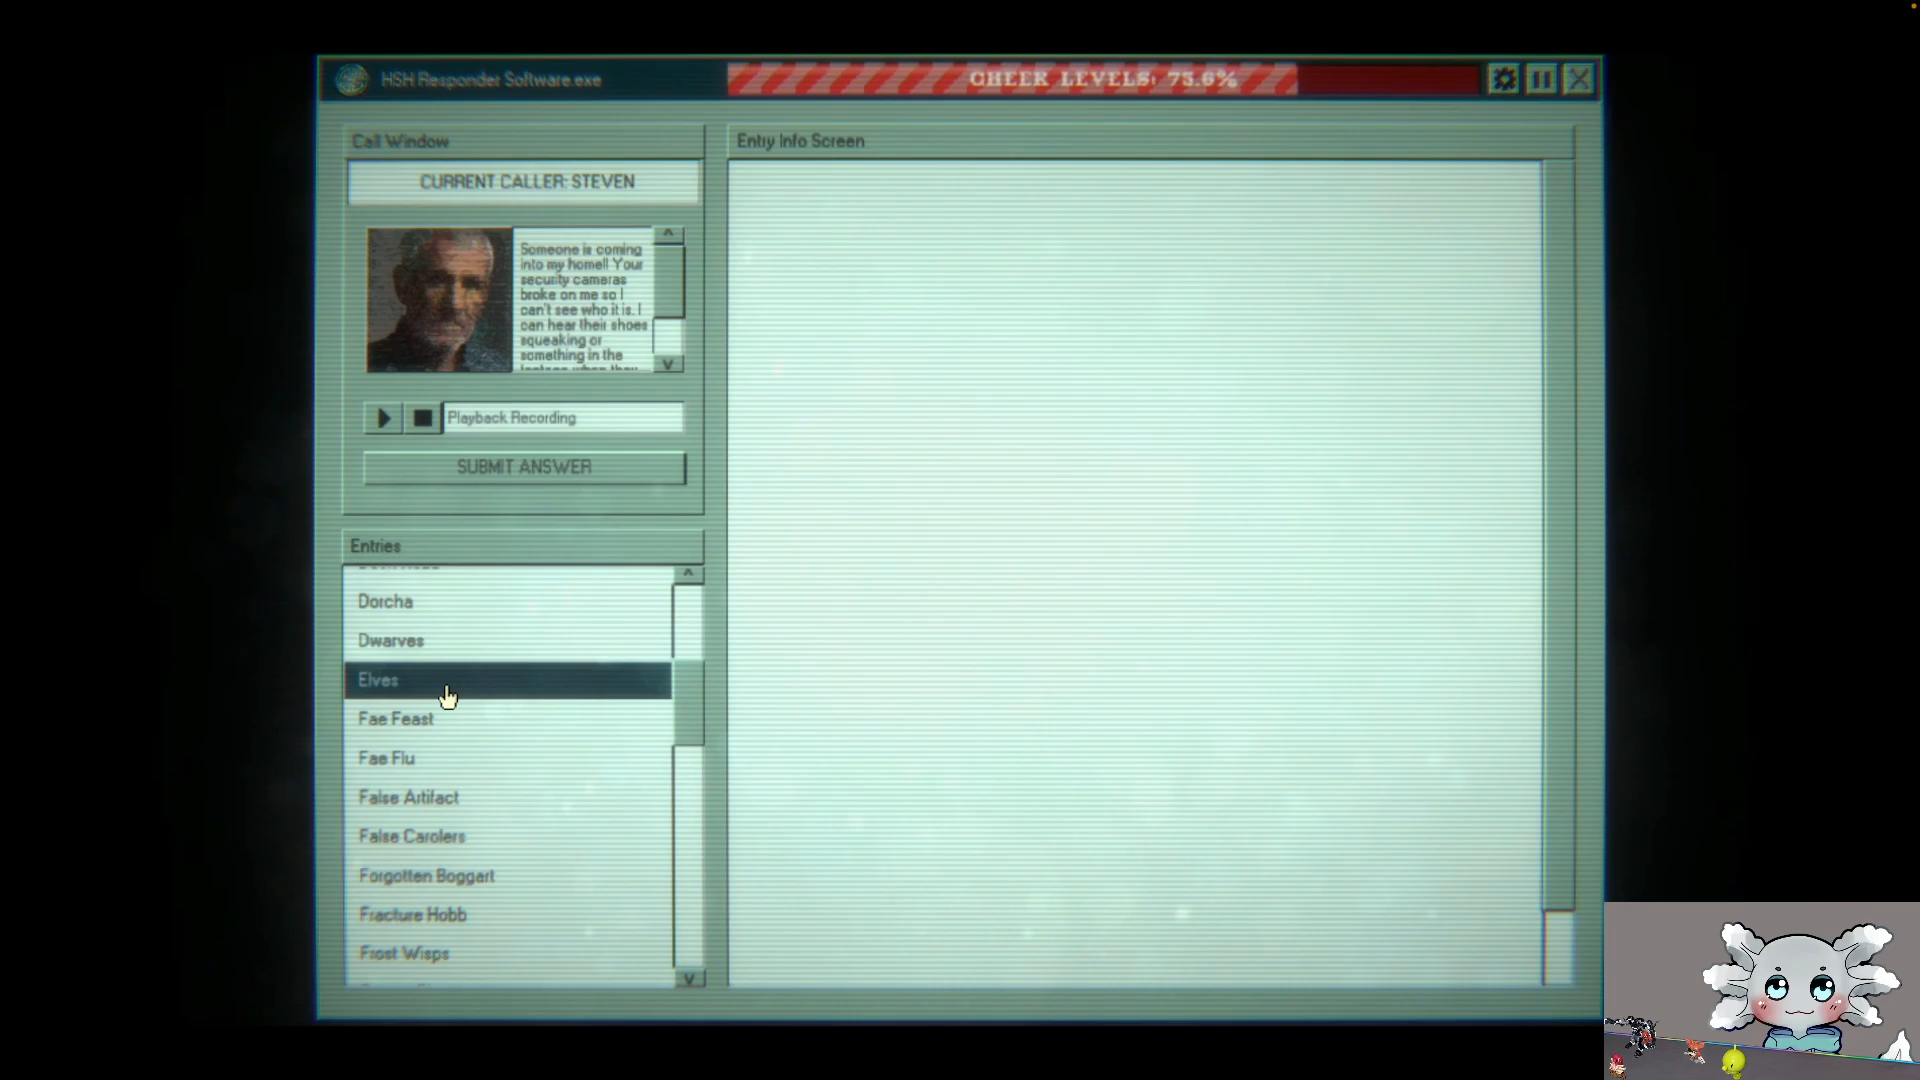 HSH Responder Software.exe
CHEER LEVELS: 75.6%
Call Window
CURRENT CALLER: STEVEN
Someone is coming
into my home!! Your
security cameras
broke on me so I
can't see who it is. I
can hear their shoes
squeaking or
something in the
Playback Recording
SUBMIT ANSWER
Entries
Dorcha
Dwarves
Elves
Fae Feast
Fae Flu
False Artifact
False Carolers
Forgotten Boggart
Fracture Hobb
Frost Wisps
Entry Info Screen